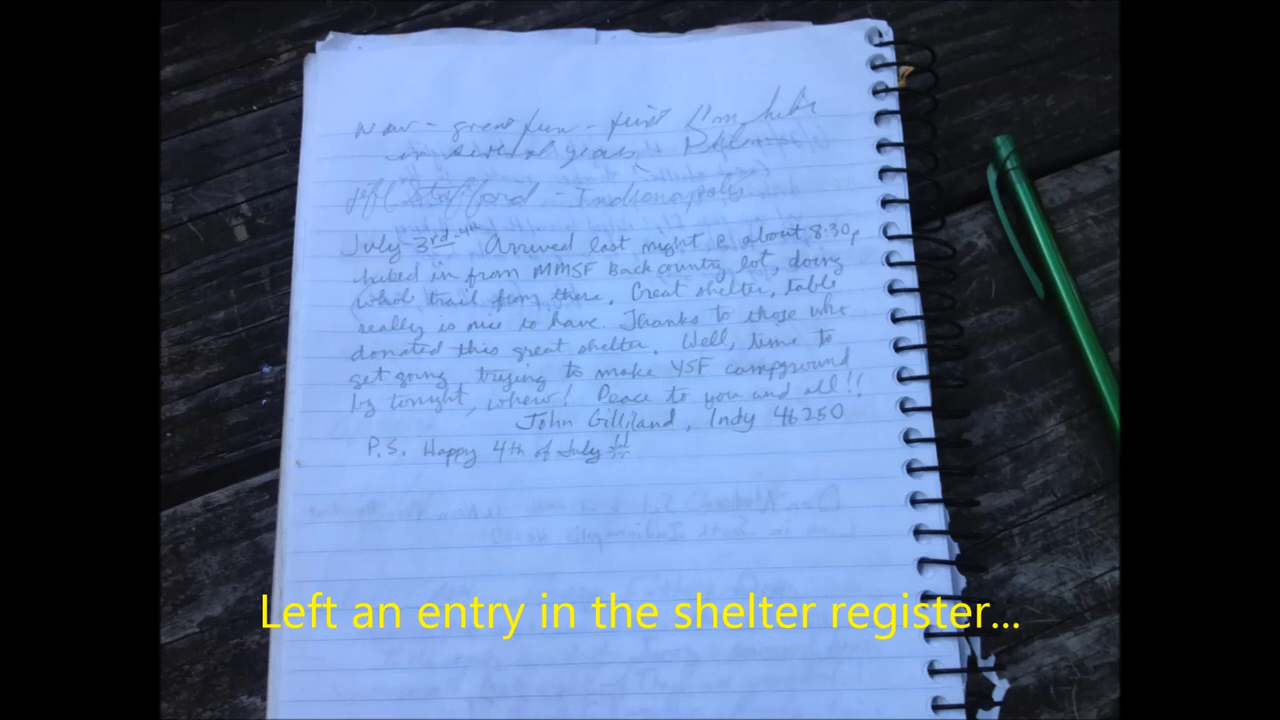 Wow - great fun - first
in several years.
Jeff Stafford - Indianapolis
July 3rd-4th Arrived last night @ about 8:30p
hiked in from MMSF Backcountry lot, doing
whole trail from there. Great shelter, table
really is nice to have. Thanks to those who
donated this great shelter. Well, time to
get going, trying to make YSF campground
by tonight, whew! Peace to you and all!!
John Gilliland, Indy 46250
P.S. Happy 4th of July
Left an entry in the shelter register...